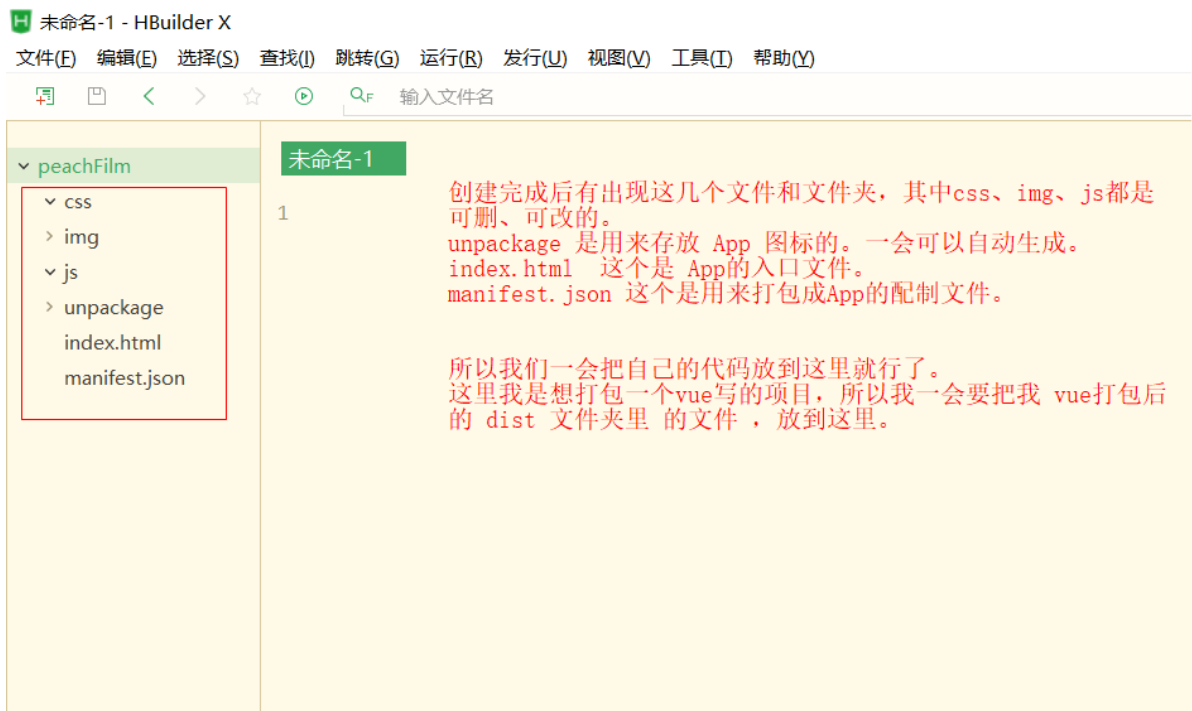 未命名-1 - HBuilder X
文件(F) 编辑(E) 选择(S) 查找(I) 跳转(G) 运行(R) 发行(U) 视图(V) 工具(T) 帮助(Y)
输入文件名
peachFilm
css
img
js
unpackage
index.html
manifest.json
未命名-1
1
创建完成后有出现这几个文件和文件夹，其中css、img、js都是
可删、可改的。
unpackage 是用来存放 App 图标的。一会可以自动生成。
index.html 这个是 App的入口文件。
manifest.json 这个是用来打包成App的配制文件。
所以我们一会把自己的代码放到这里就行了。
这里我是想打包一个vue写的项目，所以我一会要把我 vue打包后
的 dist 文件夹里 的文件 ，放到这里。